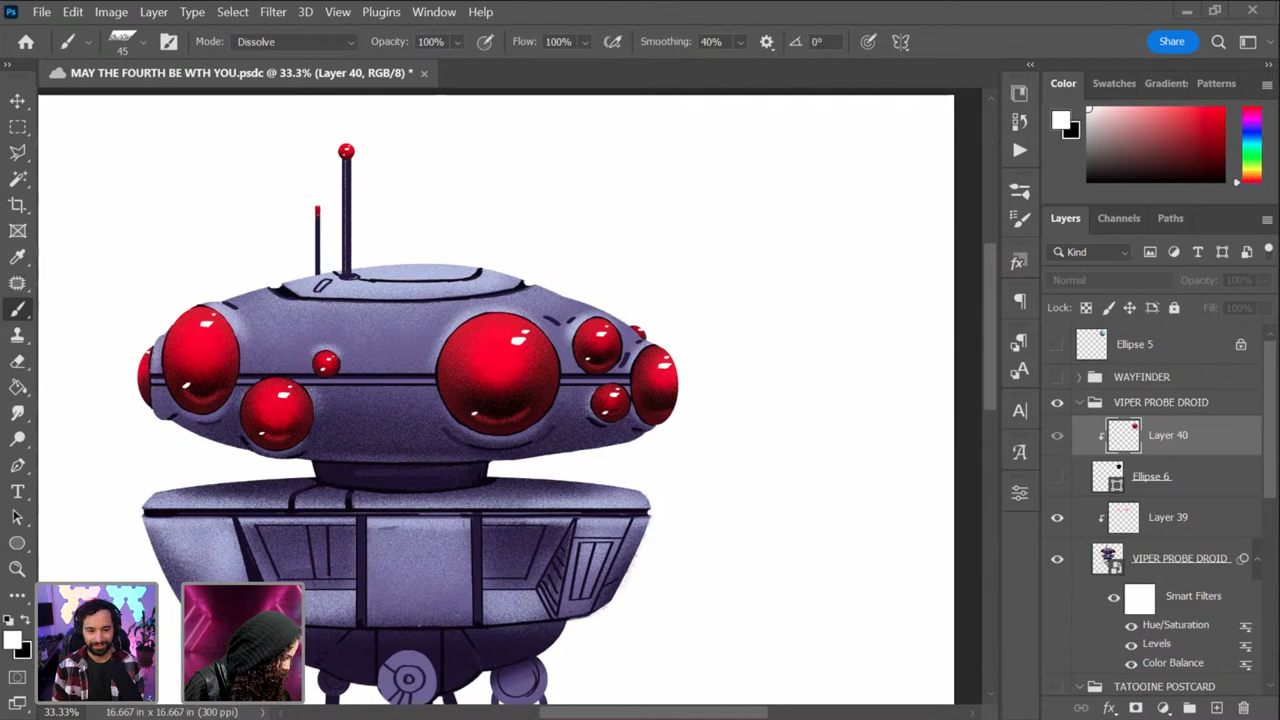 Ps File Edit Image Layer Type Select Filter 3D View Plugins Window Help
45 Mode: Dissolve Opacity: 100% Flow: 100% Smoothing: 40% 0° Share
MAY THE FOURTH BE WTH YOU.psdc @ 33.3% (Layer 40, RGB/8) *
Color Swatches Gradients Patterns
Layers Channels Paths
Kind
Normal Opacity: 100%
Lock: Fill: 100%
Ellipse 5
WAYFINDER
VIPER PROBE DROID
Layer 40
Ellipse 6
Layer 39
VIPER PROBE DROID
Smart Filters
Hue/Saturation
Levels
Color Balance
TATOOINE POSTCARD
33.33% 16.667 in x 16.667 in (300 ppi)